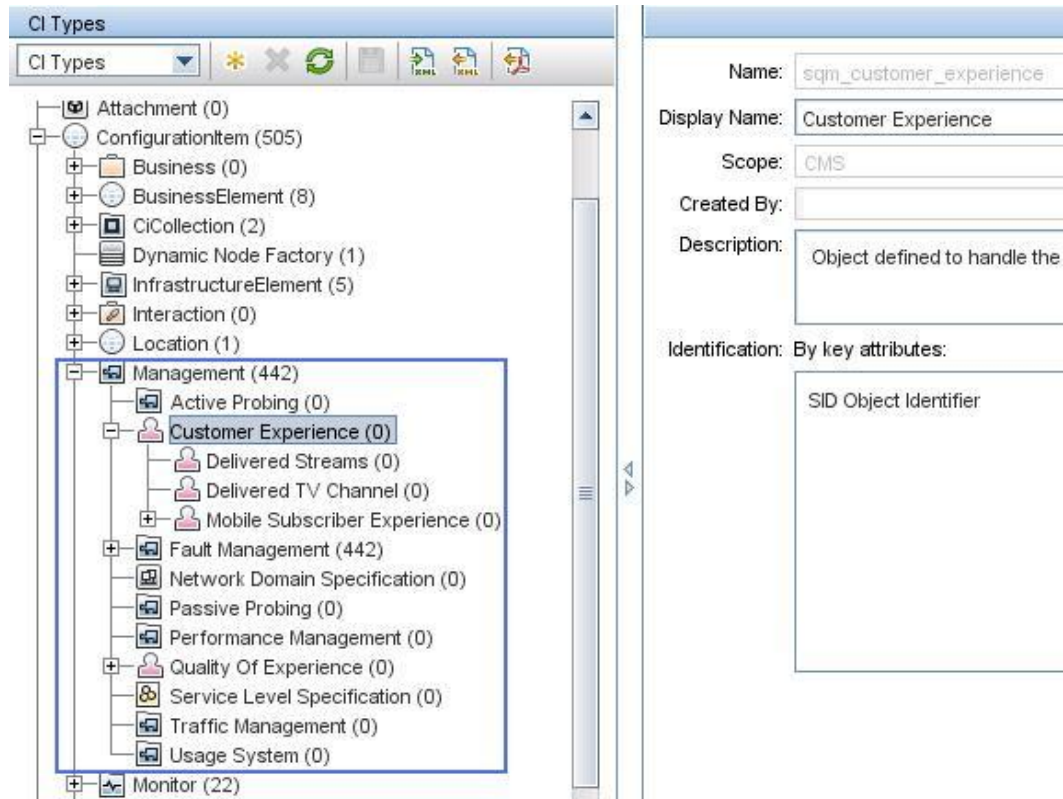 CI Types
CI Types
XML
XML
Attachment (0)
ConfigurationItem (505)
Business (0)
BusinessElement (8)
CiCollection (2)
Dynamic Node Factory (1)
InfrastructureElement (5)
Interaction (0)
Location (1)
Management (442)
Active Probing (0)
Customer Experience (0)
Delivered Streams (0)
Delivered TV Channel (0)
Mobile Subscriber Experience (0)
Fault Management (442)
Network Domain Specification (0)
Passive Probing (0)
Performance Management (0)
Quality Of Experience (0)
Service Level Specification (0)
Traffic Management (0)
Usage System (0)
Monitor (22)
Name: sqm_customer_experience
Display Name: Customer Experience
Scope: CMS
Created By:
Description: Object defined to handle the
Identification: By key attributes:
SID Object Identifier